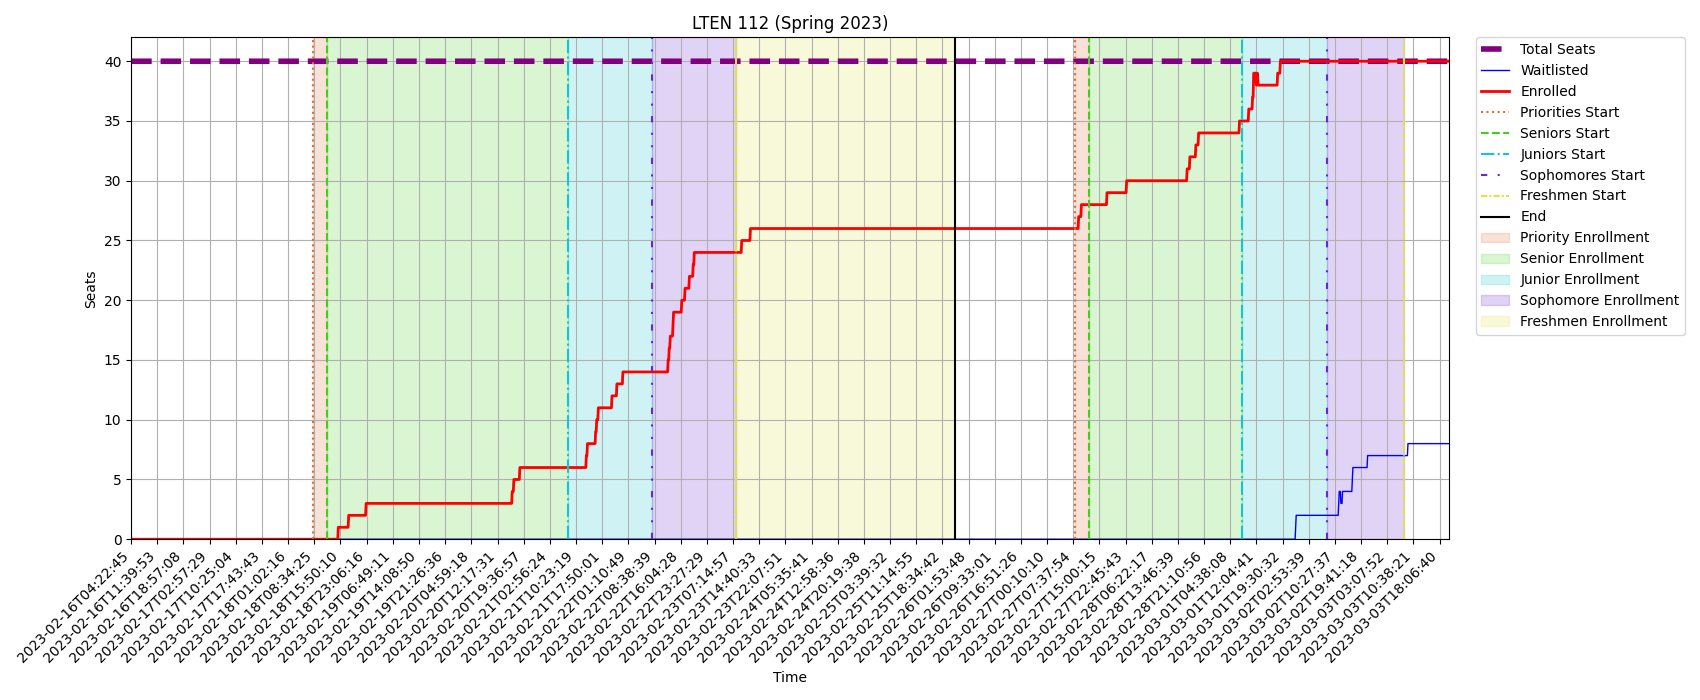 LTEN 112 (Spring 2023)
Seats
40
35
30
25
20
15
10
5
0
2023-02-16T04:22:45
2023-02-16T11:39:53
2023-02-16T18:57:08
2023-02-17T02:57:29
2023-02-17T10:25:04
2023-02-17T17:43:43
2023-02-18T01:02:16
2023-02-18T08:34:25
2023-02-18T15:50:10
2023-02-18T23:06:16
2023-02-19T06:49:11
2023-02-19T14:08:50
2023-02-19T21:26:36
2023-02-20T04:59:18
2023-02-20T12:17:31
2023-02-20T19:36:57
2023-02-21T02:56:24
2023-02-21T10:23:19
2023-02-21T17:50:01
2023-02-22T01:10:49
2023-02-22T08:38:39
2023-02-22T16:04:28
2023-02-22T23:27:29
2023-02-23T07:14:57
2023-02-23T14:40:33
2023-02-23T22:07:51
2023-02-24T05:35:41
2023-02-24T12:58:36
2023-02-24T20:19:38
2023-02-25T03:39:32
2023-02-25T11:14:55
2023-02-25T18:34:42
2023-02-26T01:53:48
2023-02-26T09:33:01
2023-02-26T16:51:26
2023-02-27T00:10:10
2023-02-27T07:37:54
2023-02-27T15:00:15
2023-02-27T22:45:43
2023-02-28T06:22:17
2023-02-28T13:46:39
2023-02-28T21:10:56
2023-03-01T04:38:08
2023-03-01T12:04:41
2023-03-01T19:30:32
2023-03-02T02:53:39
2023-03-02T10:27:37
2023-03-02T19:41:18
2023-03-03T03:07:52
2023-03-03T10:38:21
2023-03-03T18:06:40
Time
Total Seats
Waitlisted
Enrolled
Priorities Start
Seniors Start
Juniors Start
Sophomores Start
Freshmen Start
End
Priority Enrollment
Senior Enrollment
Junior Enrollment
Sophomore Enrollment
Freshmen Enrollment